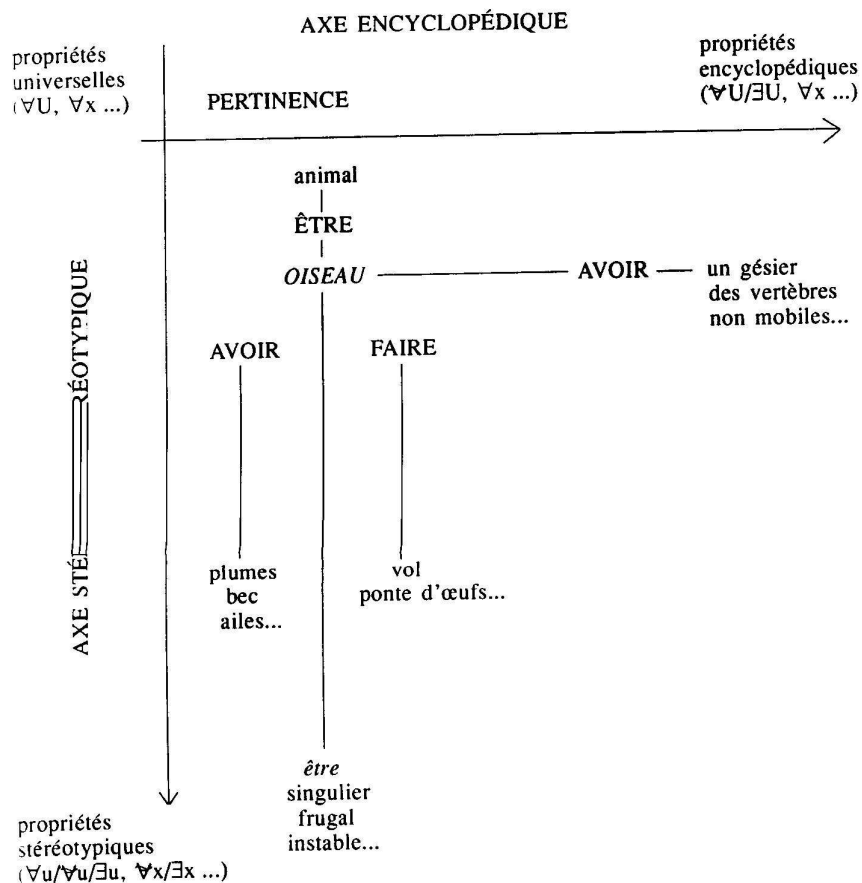 AXE ENCYCLOPÉDIQUE
propriétés
universelles
(∀U, ∀x ...)
PERTINENCE
propriétés
encyclopédiques
(∀̸U/∃U, ∀x ...)
animal
ÊTRE
OISEAU
AVOIR
un gésier
des vertèbres
non mobiles...
AXE STÉRÉOTYPIQUE
AVOIR
FAIRE
plumes
bec
ailes...
vol
ponte d'œufs...
être
singulier
frugal
instable...
propriétés
stéréotypiques
(∀u/∀̸u/∃u, ∀̸x/∃x ...)